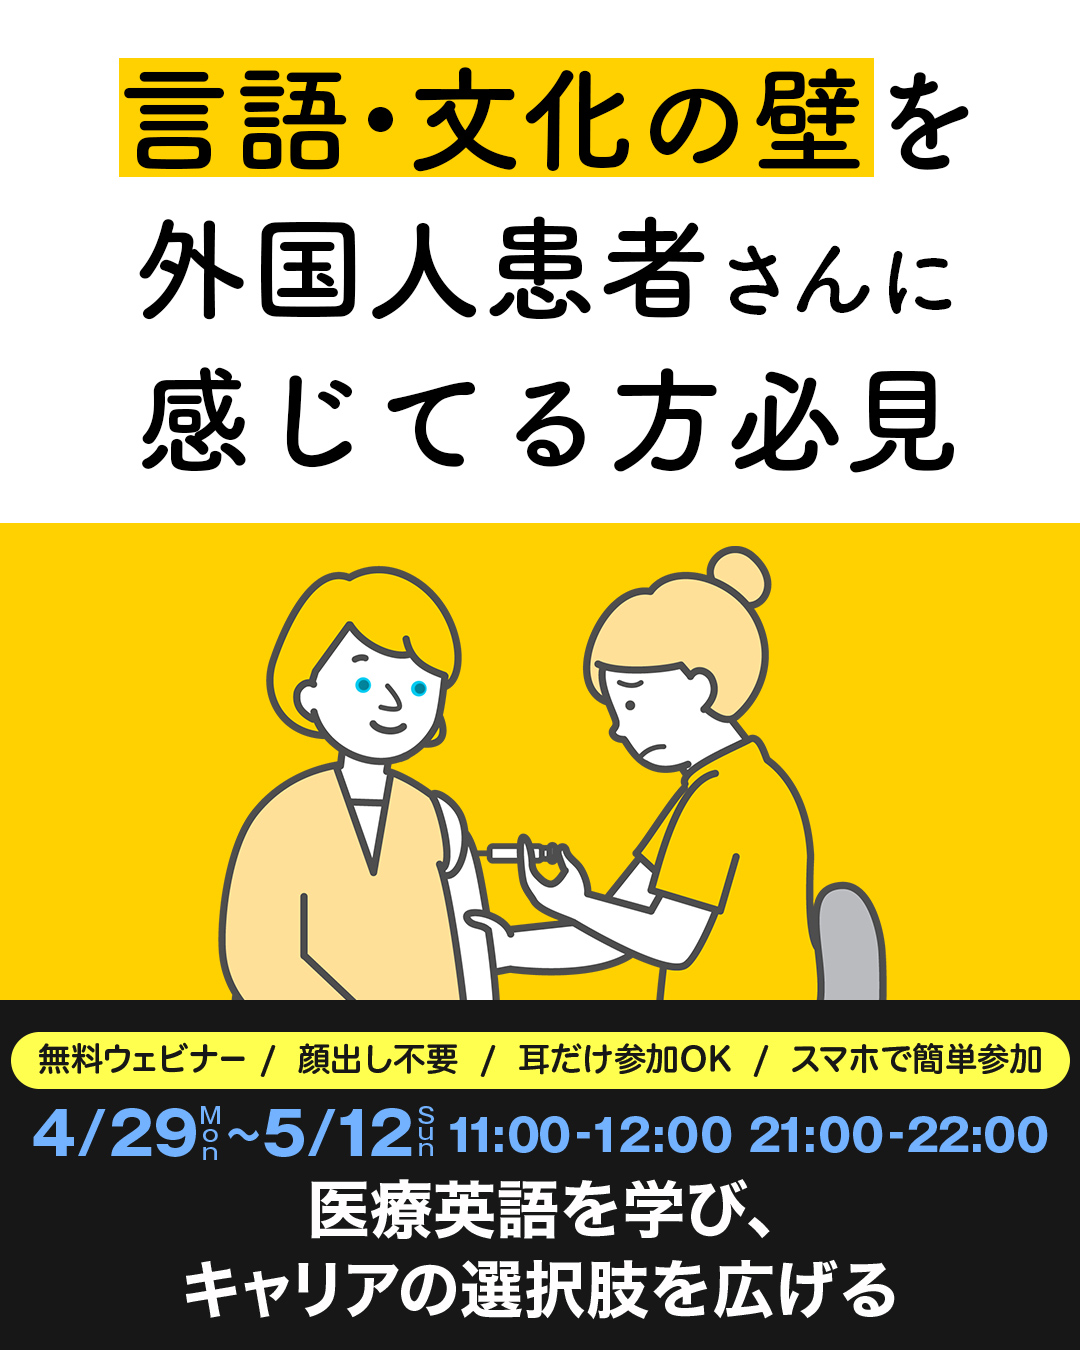 言語・文化の壁を
外国人患者さんに
感じてる方必見
無料ウェビナー / 顔出し不要 / 耳だけ参加OK / スマホで簡単参加
4/29Mon~5/12Sun 11:00-12:00 21:00-22:00
医療英語を学び、
キャリアの選択肢を広げる